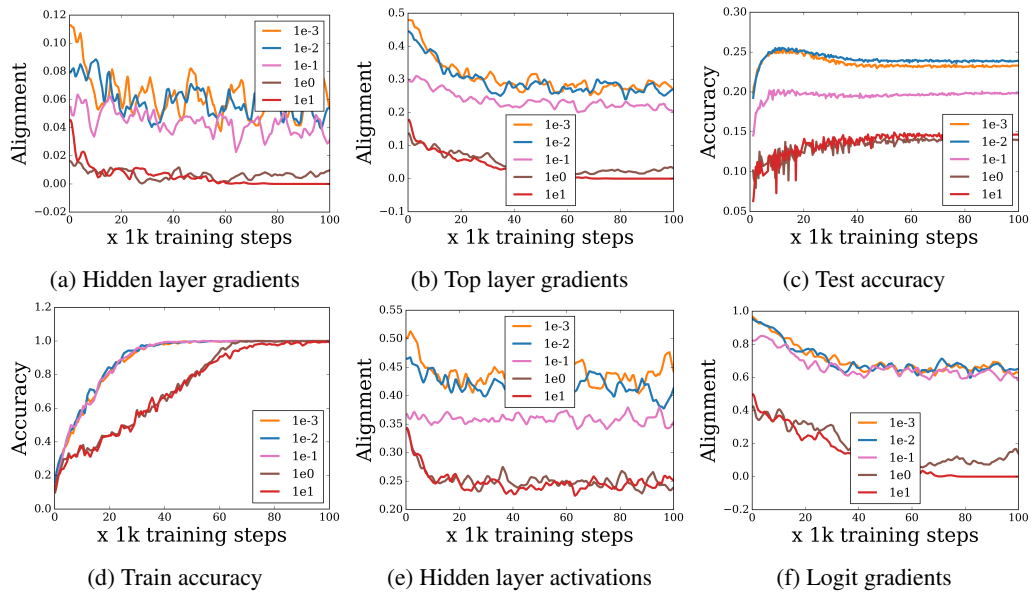 0.12
0.10
0.08
0.06
0.04
0.02
0.00
−0.02
Alignment
1e-3
1e-2
1e-1
1e0
1e1
0 20 40 60 80 100
x 1k training steps
(a) Hidden layer gradients
0.5
0.4
0.3
0.2
0.1
0.0
−0.1
Alignment
1e-3
1e-2
1e-1
1e0
1e1
0 20 40 60 80 100
x 1k training steps
(b) Top layer gradients
0.30
0.25
0.20
0.15
0.10
0.05
Accuracy
1e-3
1e-2
1e-1
1e0
1e1
0 20 40 60 80 100
x 1k training steps
(c) Test accuracy
1.2
1.0
0.8
0.6
0.4
0.2
0.0
Accuracy
1e-3
1e-2
1e-1
1e0
1e1
0 20 40 60 80 100
x 1k training steps
(d) Train accuracy
0.55
0.50
0.45
0.40
0.35
0.30
0.25
0.20
Alignment
1e-3
1e-2
1e-1
1e0
1e1
0 20 40 60 80 100
x 1k training steps
(e) Hidden layer activations
1.0
0.8
0.6
0.4
0.2
0.0
−0.2
Alignment
1e-3
1e-2
1e-1
1e0
1e1
0 20 40 60 80 100
x 1k training steps
(f) Logit gradients